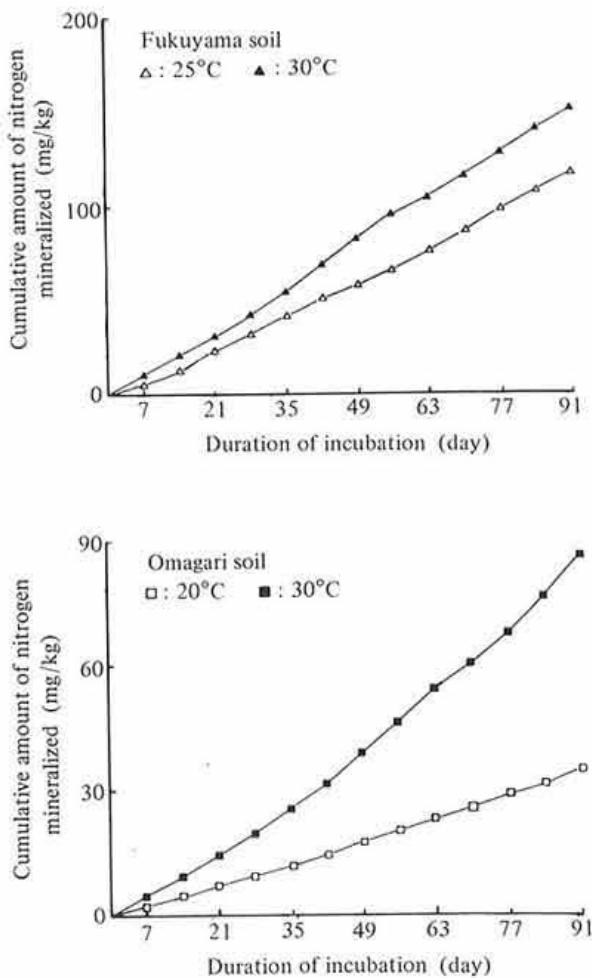 200
Fukuyama soil
△ : 25°C ▲ : 30°C
100
0
7 21 35 49 63 77 91
Cumulative amount of nitrogen
mineralized (mg/kg)
Duration of incubation (day)
90
Omagari soil
□ : 20°C ■ : 30°C
60
30
0
7 21 35 49 63 77 91
Cumulative amount of nitrogen
mineralized (mg/kg)
Duration of incubation (day)